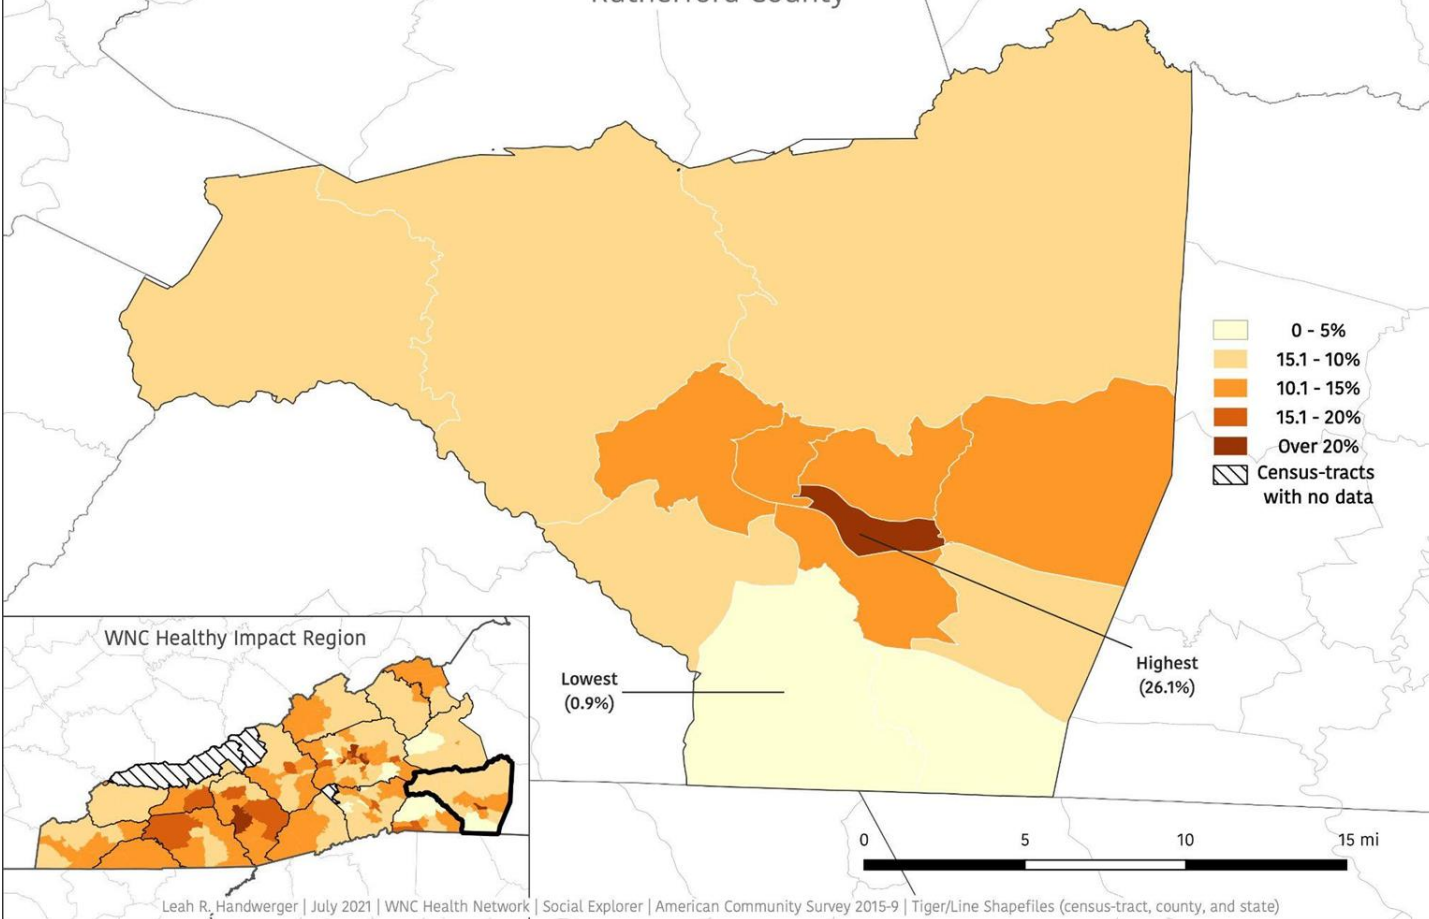 Rutherford County
0 - 5%
15.1 - 10%
10.1 - 15%
15.1 - 20%
Over 20%
Census-tracts
with no data
WNC Healthy Impact Region
Lowest
(0.9%)
Highest
(26.1%)
0 5 10 15 mi
Leah R. Handwerger | July 2021 | WNC Health Network | Social Explorer | American Community Survey 2015-9 | Tiger/Line Shapefiles (census-tract, county, and state)